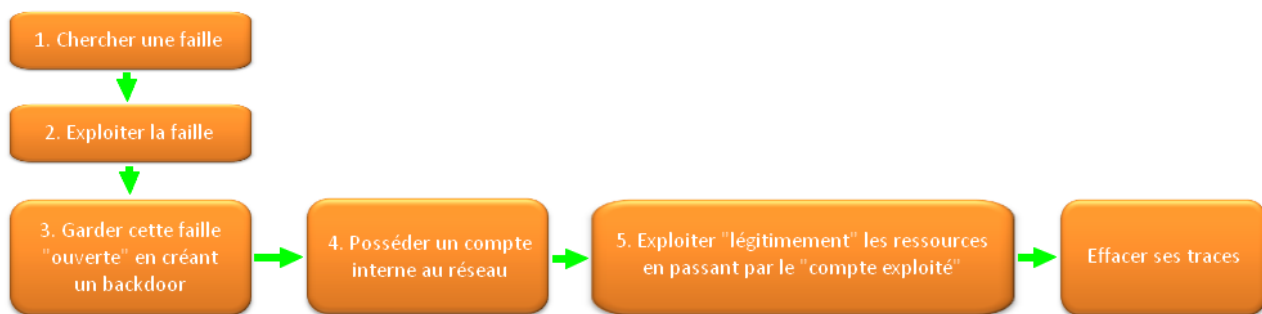 1. Chercher une faille
2. Exploiter la faille
3. Garder cette faille
"ouverte" en créant
un backdoor
4. Posséder un compte
interne au réseau
5. Exploiter "légitimement" les ressources
en passant par le "compte exploité"
Effacer ses traces